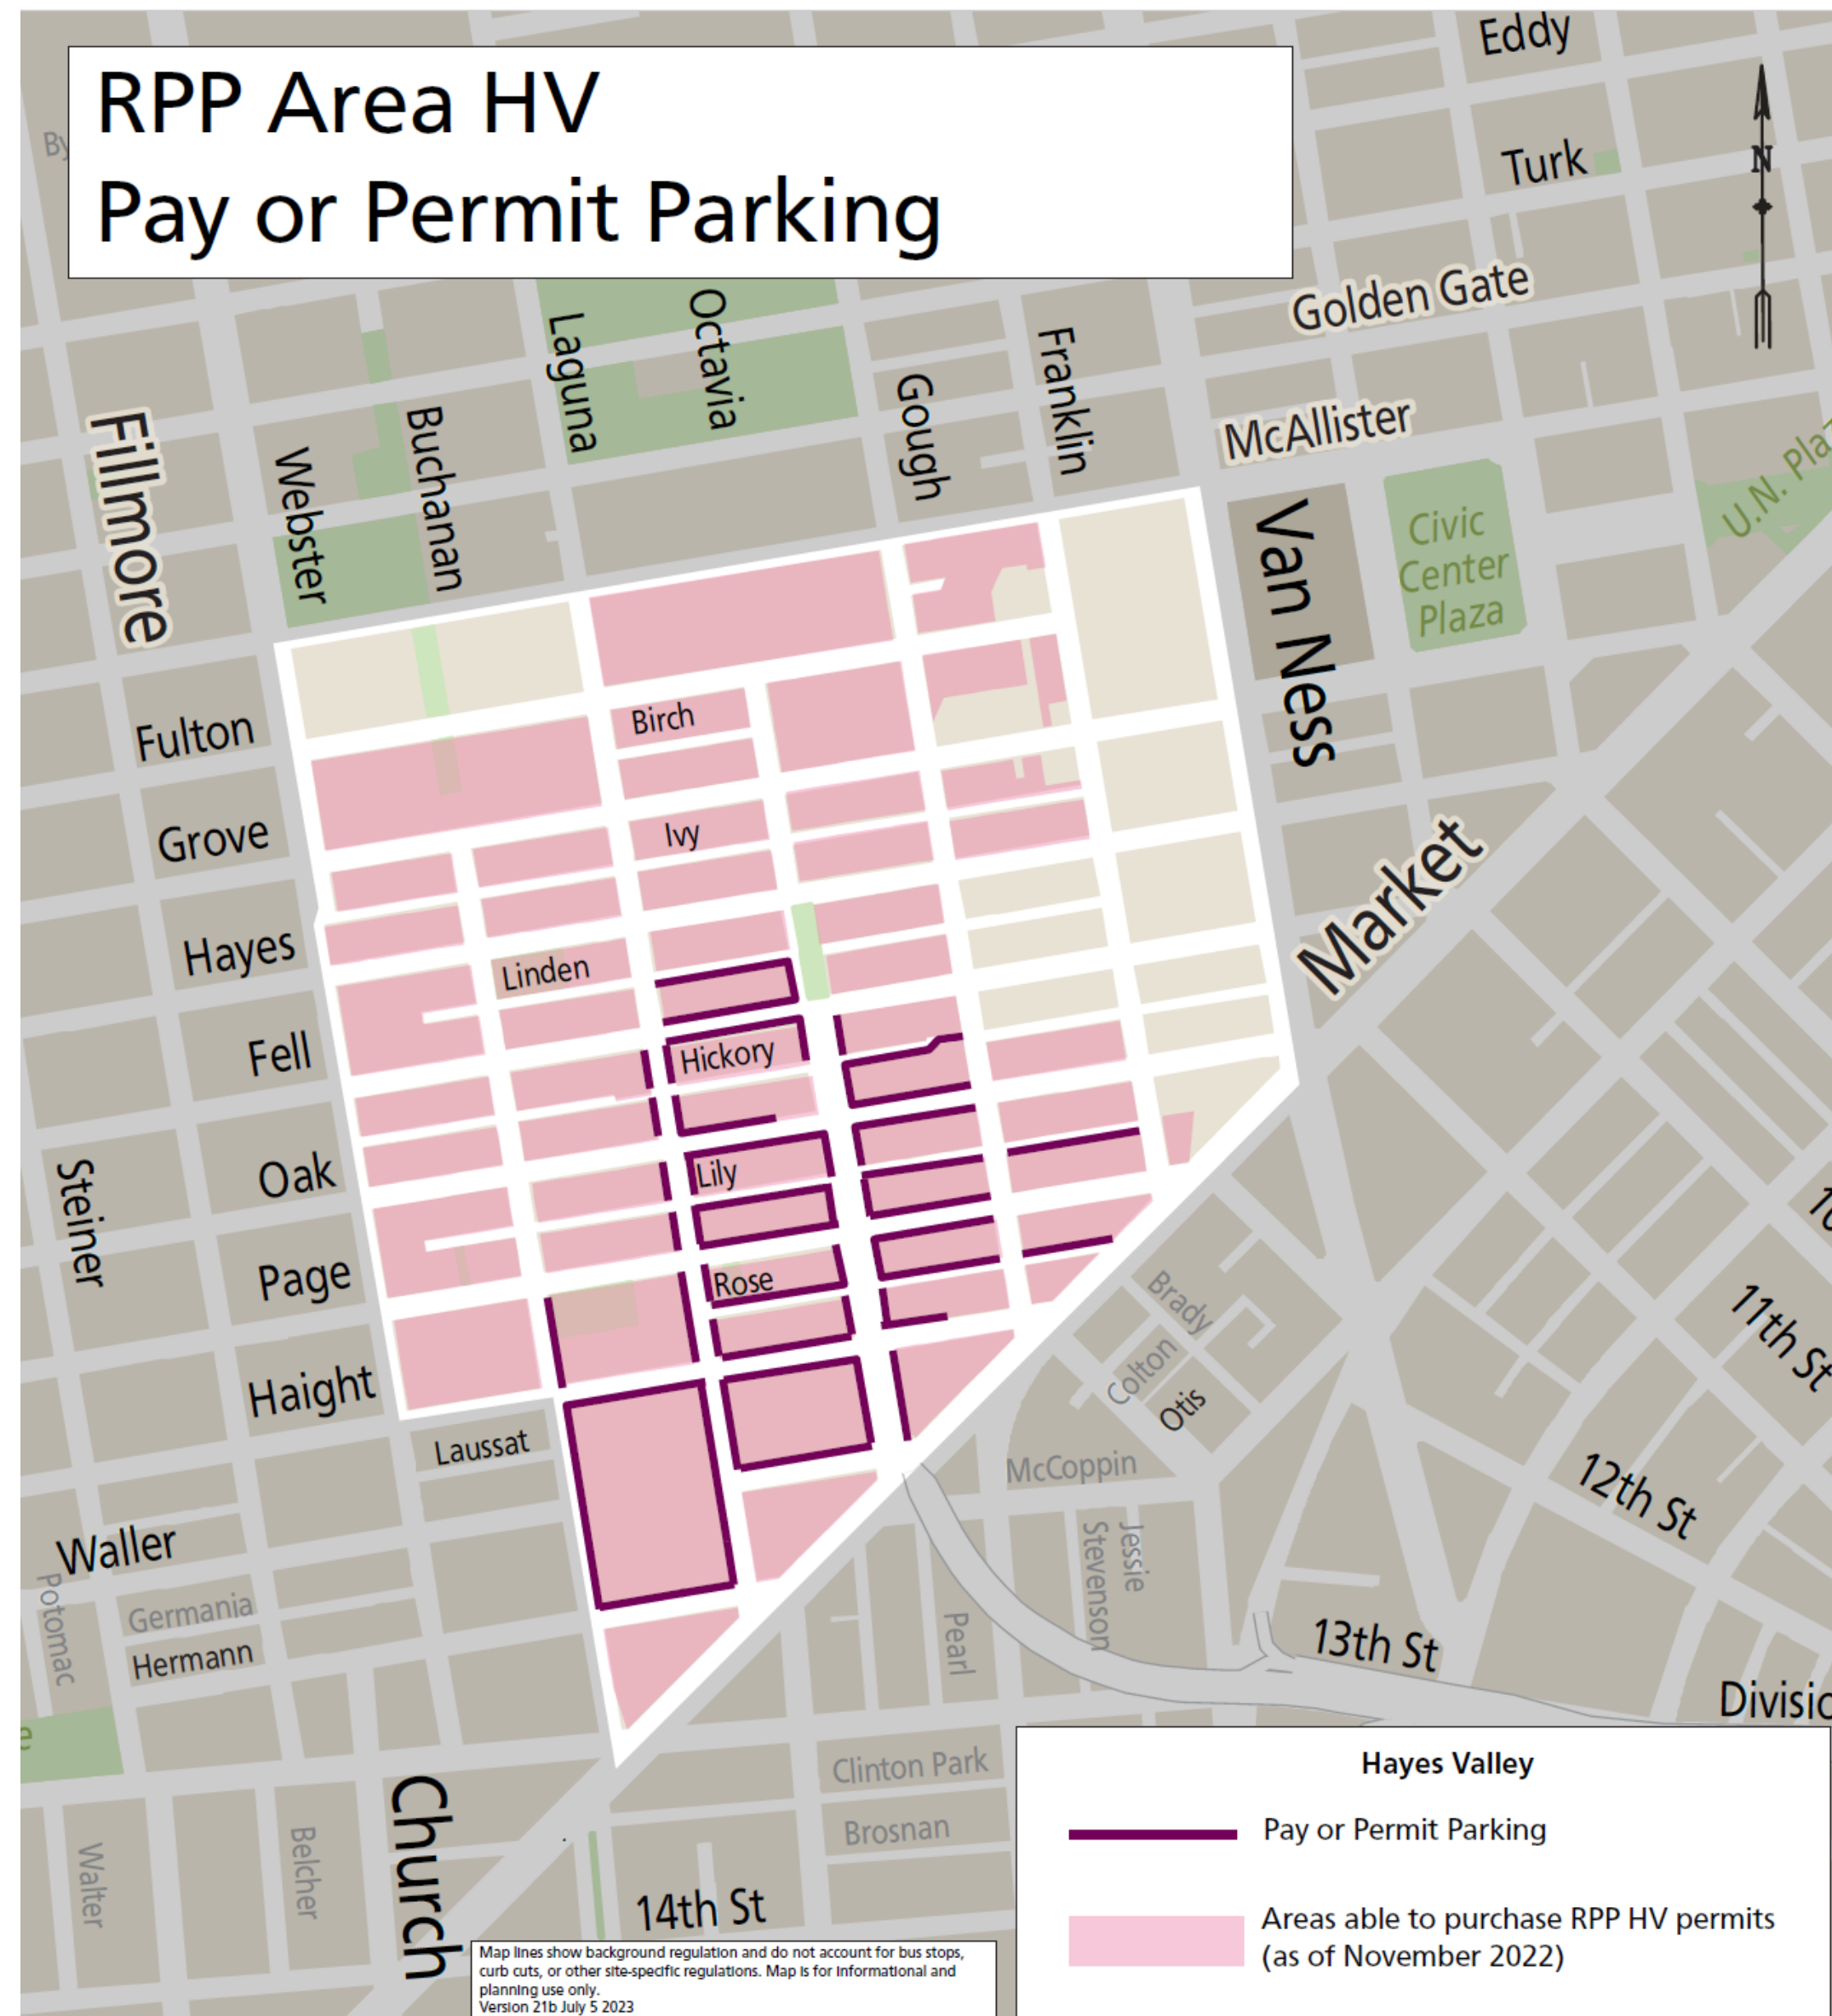 RPP Area HV
Pay or Permit Parking
Eddy
Turk
N
Golden Gate
McAllister
Octavia
Laguna
Franklin
Gough
Buchanan
Webster
Fillmore
Civic
Center
Plaza
Van Ness
Birch
Fulton
Ivy
Grove
Market
Hayes
Linden
Fell
Hickory
Oak
Lily
Steiner
Page
Rose
Brady
Haight
Colton
Otis
11th St
Laussat
McCoppin
12th St
Waller
Stevenson
Jessie
Potomac
Germania
Hermann
Pearl
13th St
Church
Clinton Park
Brosnan
Walter
Belcher
14th St
Hayes Valley
Pay or Permit Parking
Areas able to purchase RPP HV permits
(as of November 2022)
Map lines show background regulation and do not account for bus stops,
curb cuts, or other site-specific regulations. Map is for informational and
planning use only.
Version 21b July 5 2023